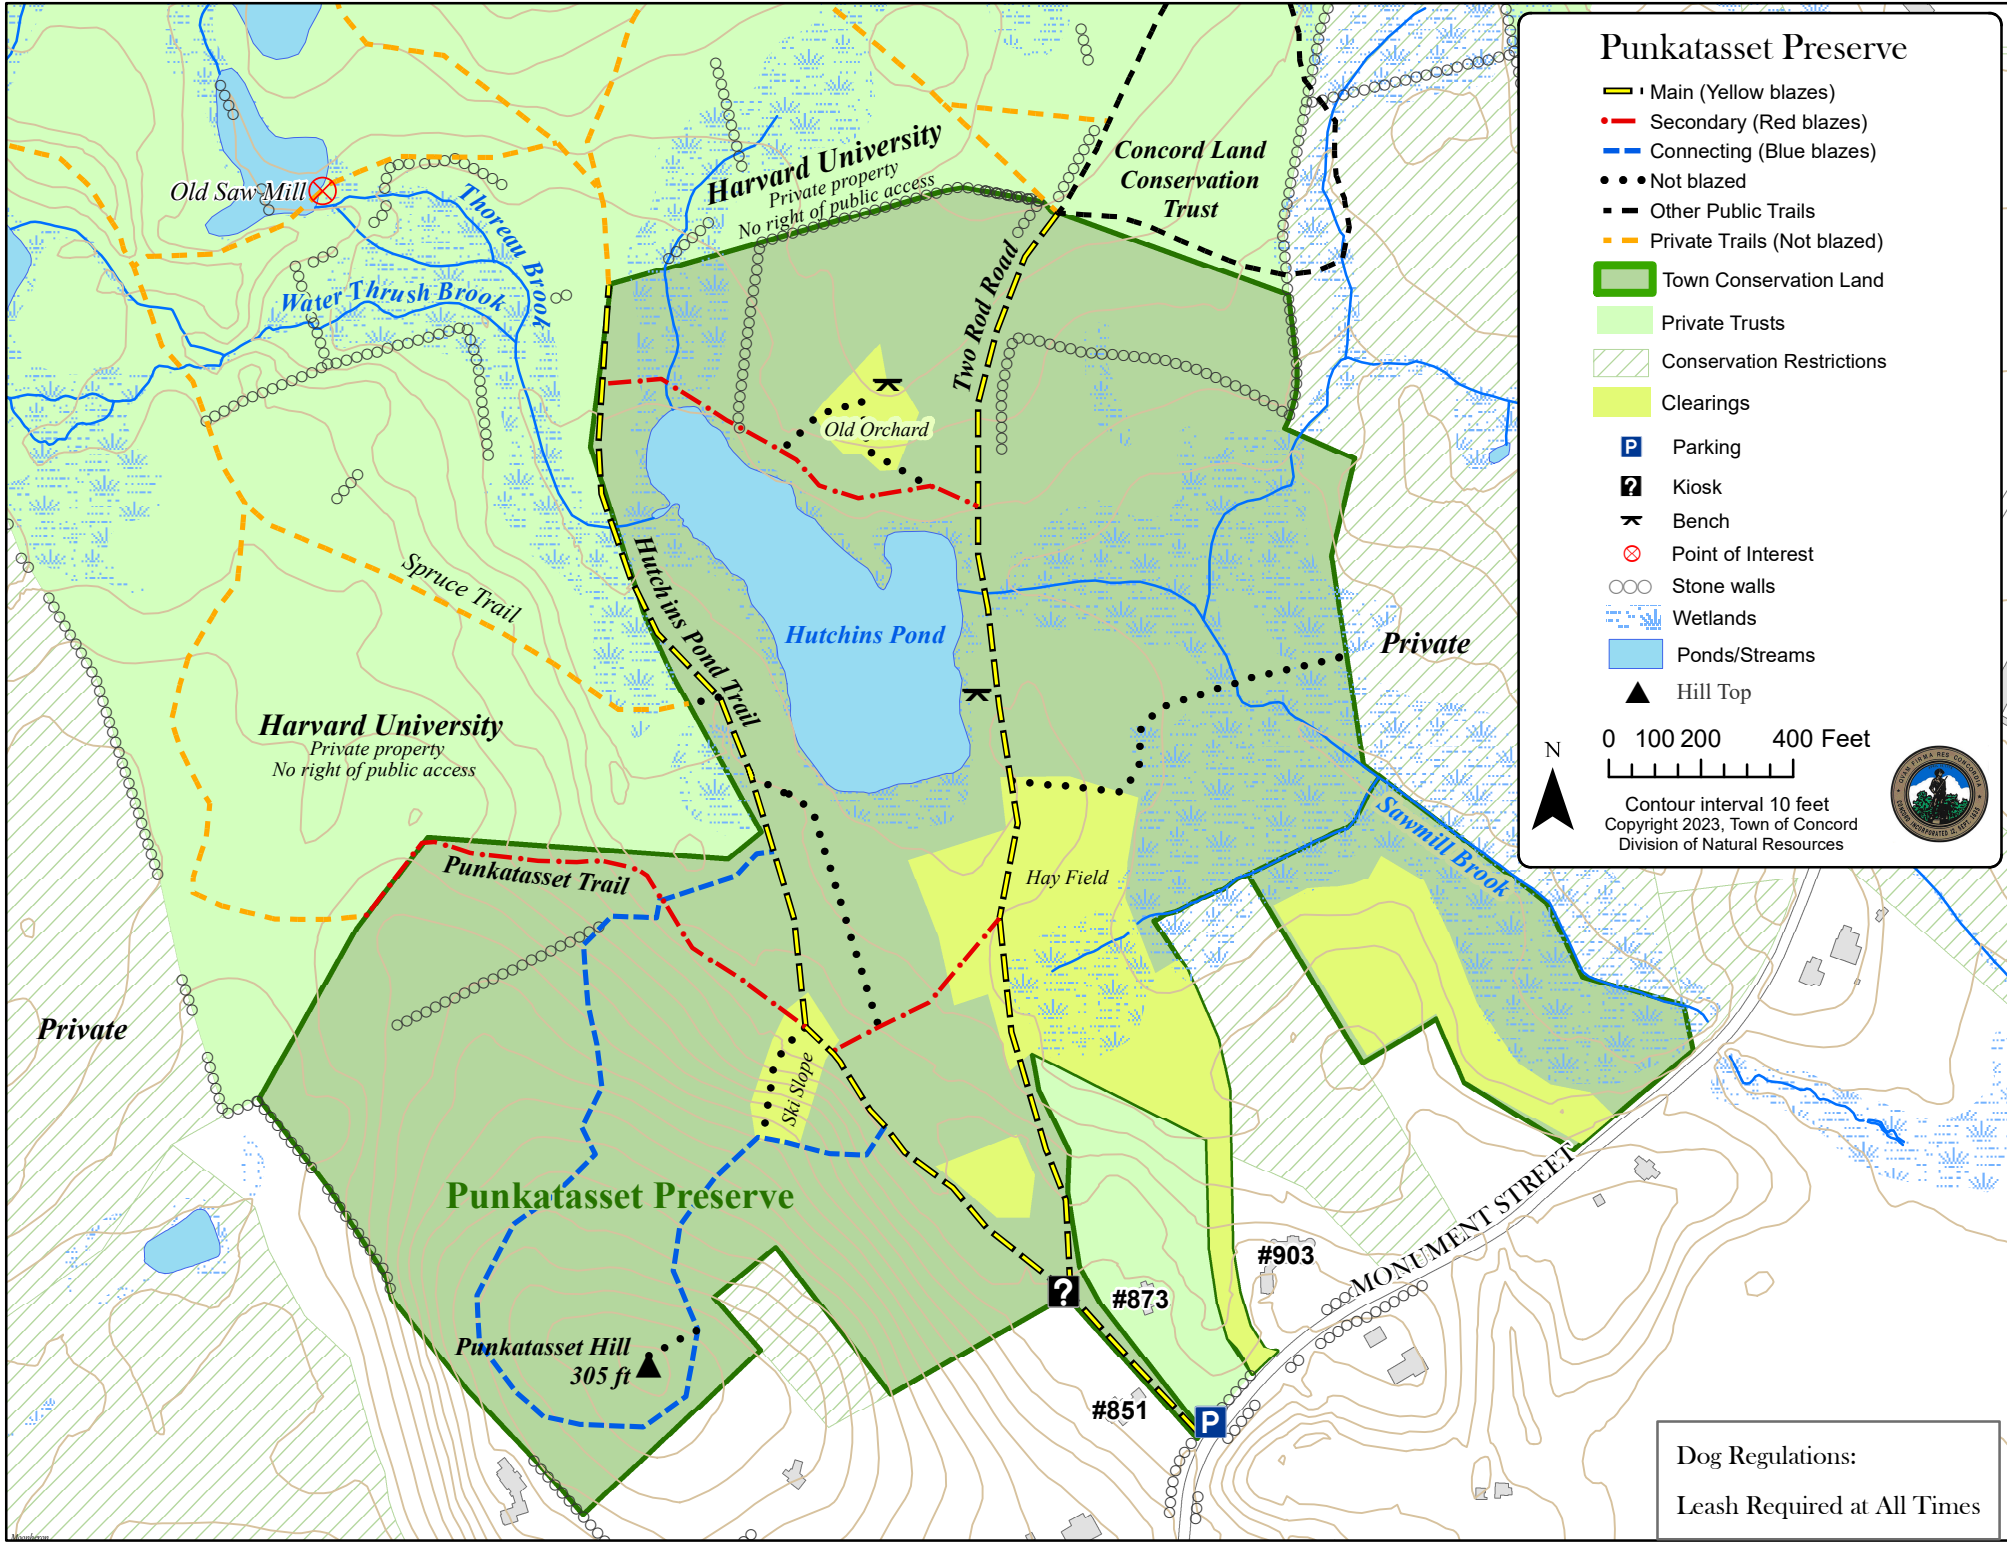 Punkatasset Preserve
Main (Yellow blazes)
Secondary (Red blazes)
Connecting (Blue blazes)
Not blazed
Other Public Trails
Private Trails (Not blazed)
Town Conservation Land
Private Trusts
Conservation Restrictions
Clearings
P Parking
? Kiosk
Bench
Point of Interest
Stone walls
Wetlands
Ponds/Streams
Hill Top
N
0 100 200 400 Feet
Contour interval 10 feet
Copyright 2023, Town of Concord
Division of Natural Resources
Harvard University
Private property
No right of public access
Concord Land
Conservation
Trust
Old Saw Mill
Thoreau Brook
Water Thrush Brook
Two Rod Road
Old Orchard
Spruce Trail
Hutchins Pond Trail
Hutchins Pond
Private
Harvard University
Private property
No right of public access
Sawmill Brook
Punkatasset Trail
Hay Field
Private
Ski Slope
Punkatasset Preserve
MONUMENT STREET
#903
?
#873
Punkatasset Hill
305 ft
#851
P
Dog Regulations:
Leash Required at All Times